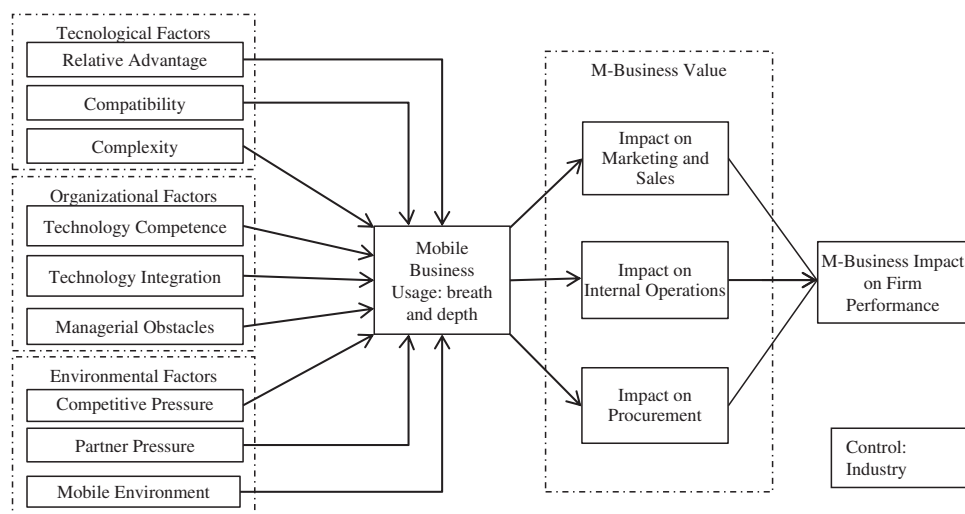 Tecnological Factors
Relative Advantage
Compatibility
Complexity
Organizational Factors
Technology Competence
Technology Integration
Managerial Obstacles
Environmental Factors
Competitive Pressure
Partner Pressure
Mobile Environment
Mobile
Business
Usage: breath
and depth
M-Business Value
Impact on
Marketing and
Sales
Impact on
Internal Operations
Impact on
Procurement
M-Business Impact
on Firm
Performance
Control:
Industry